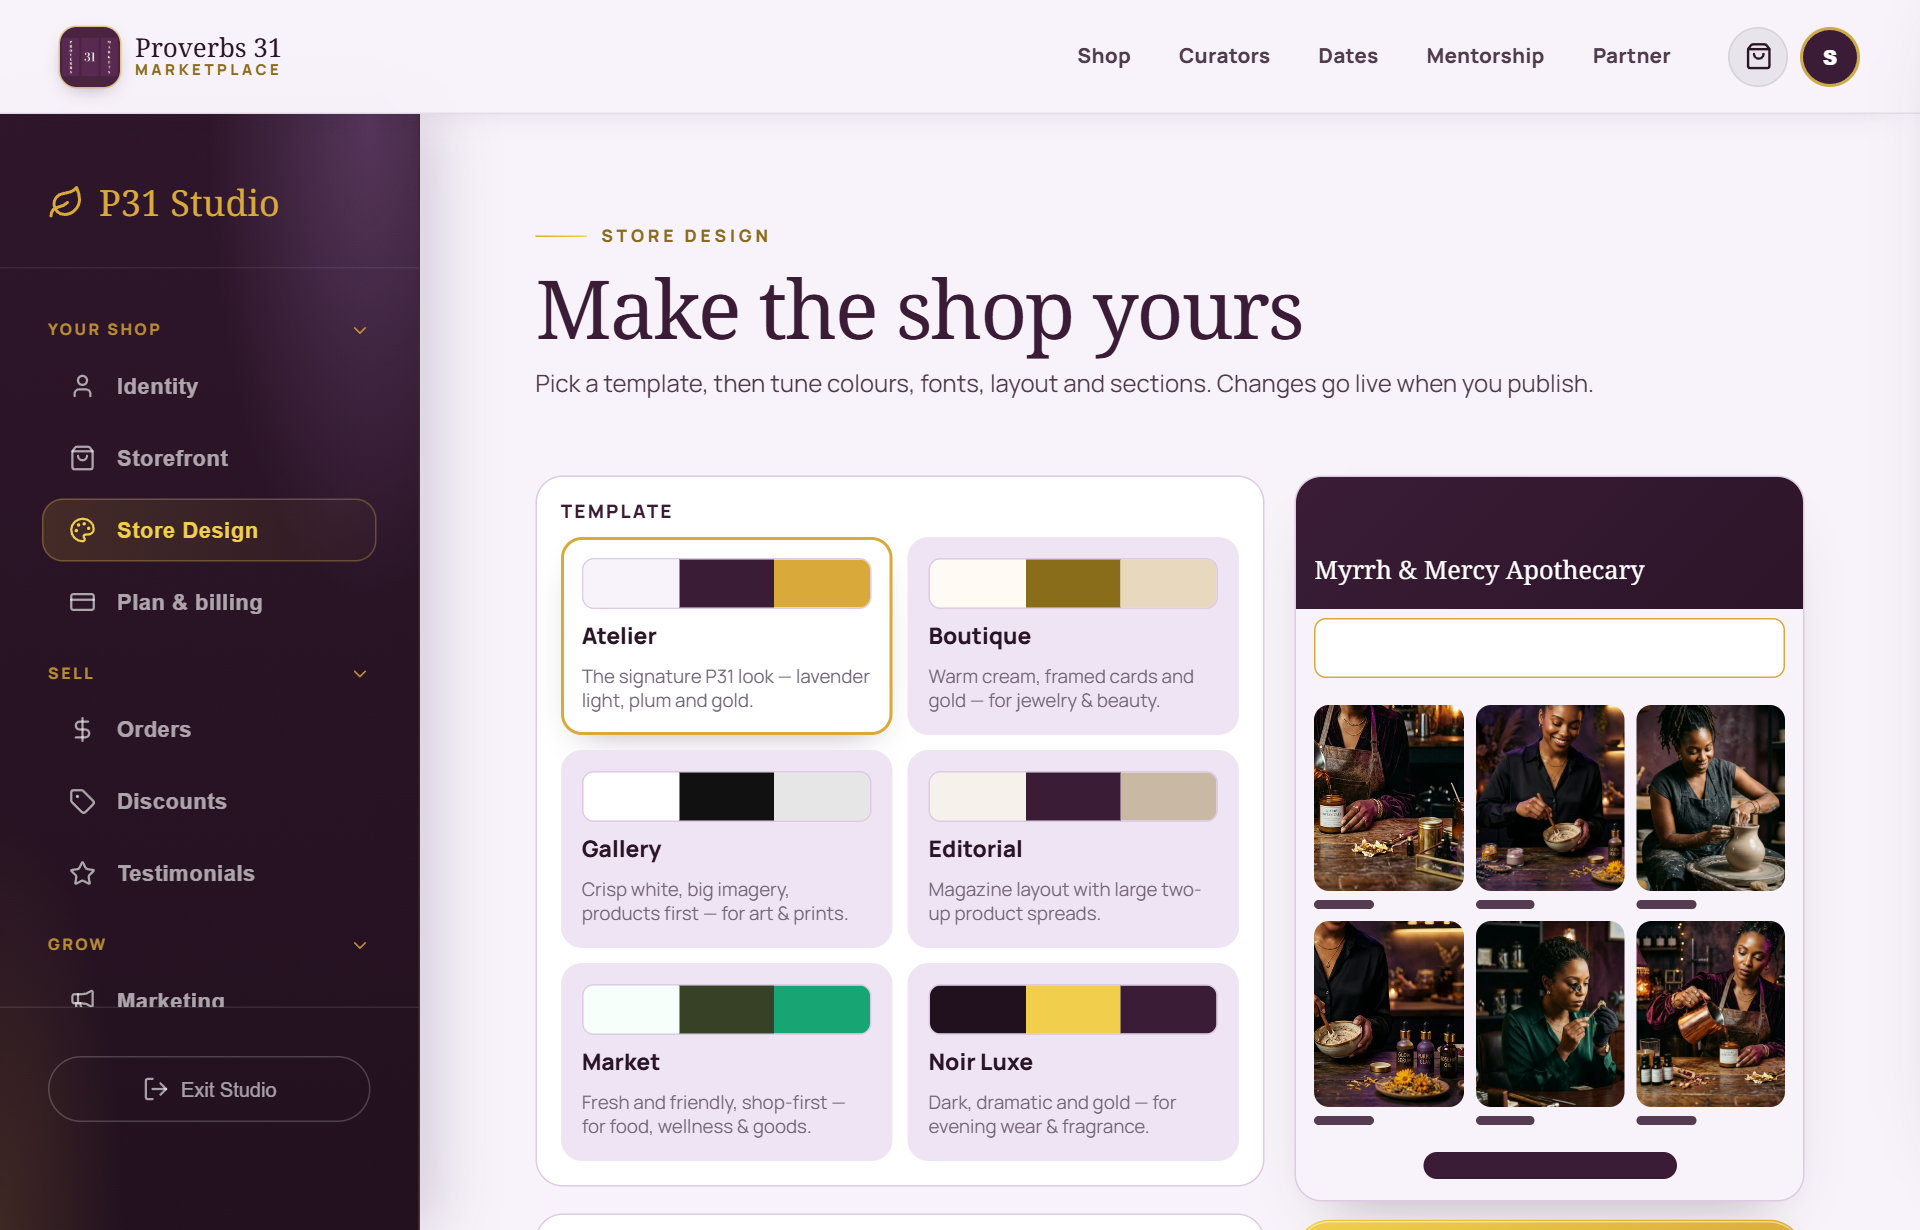 Proverbs 31
MARKETPLACE
31
Shop
Curators
Dates
Mentorship
Partner
S
P31 Studio
YOUR SHOP
Identity
Storefront
Store Design
Plan & billing
SELL
Orders
Discounts
Testimonials
GROW
Marketing
Exit Studio
STORE DESIGN
Make the shop yours
Pick a template, then tune colours, fonts, layout and sections. Changes go live when you publish.
TEMPLATE
Atelier
The signature P31 look — lavender
light, plum and gold.
Boutique
Warm cream, framed cards and
gold — for jewelry & beauty.
Gallery
Crisp white, big imagery,
products first — for art & prints.
Editorial
Magazine layout with large two-
up product spreads.
Market
Fresh and friendly, shop-first —
for food, wellness & goods.
Noir Luxe
Dark, dramatic and gold — for
evening wear & fragrance.
Myrrh & Mercy Apothecary